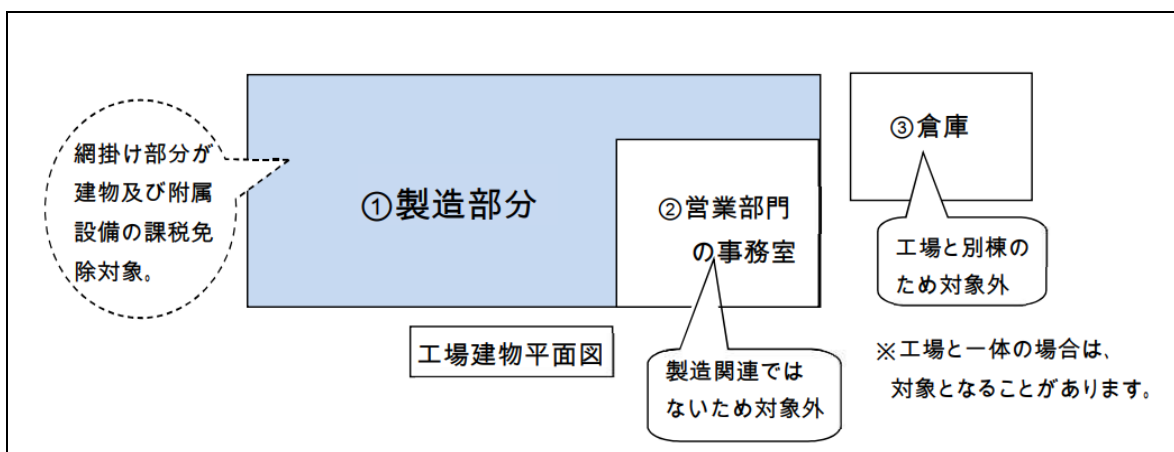 網掛け部分が
建物及び附属
設備の課税免
除対象。
①製造部分
②営業部門
の事務室
③倉庫
工場と別棟の
ため対象外
工場建物平面図
製造関連では
ないため対象外
※工場と一体の場合は、
対象となることがあります。